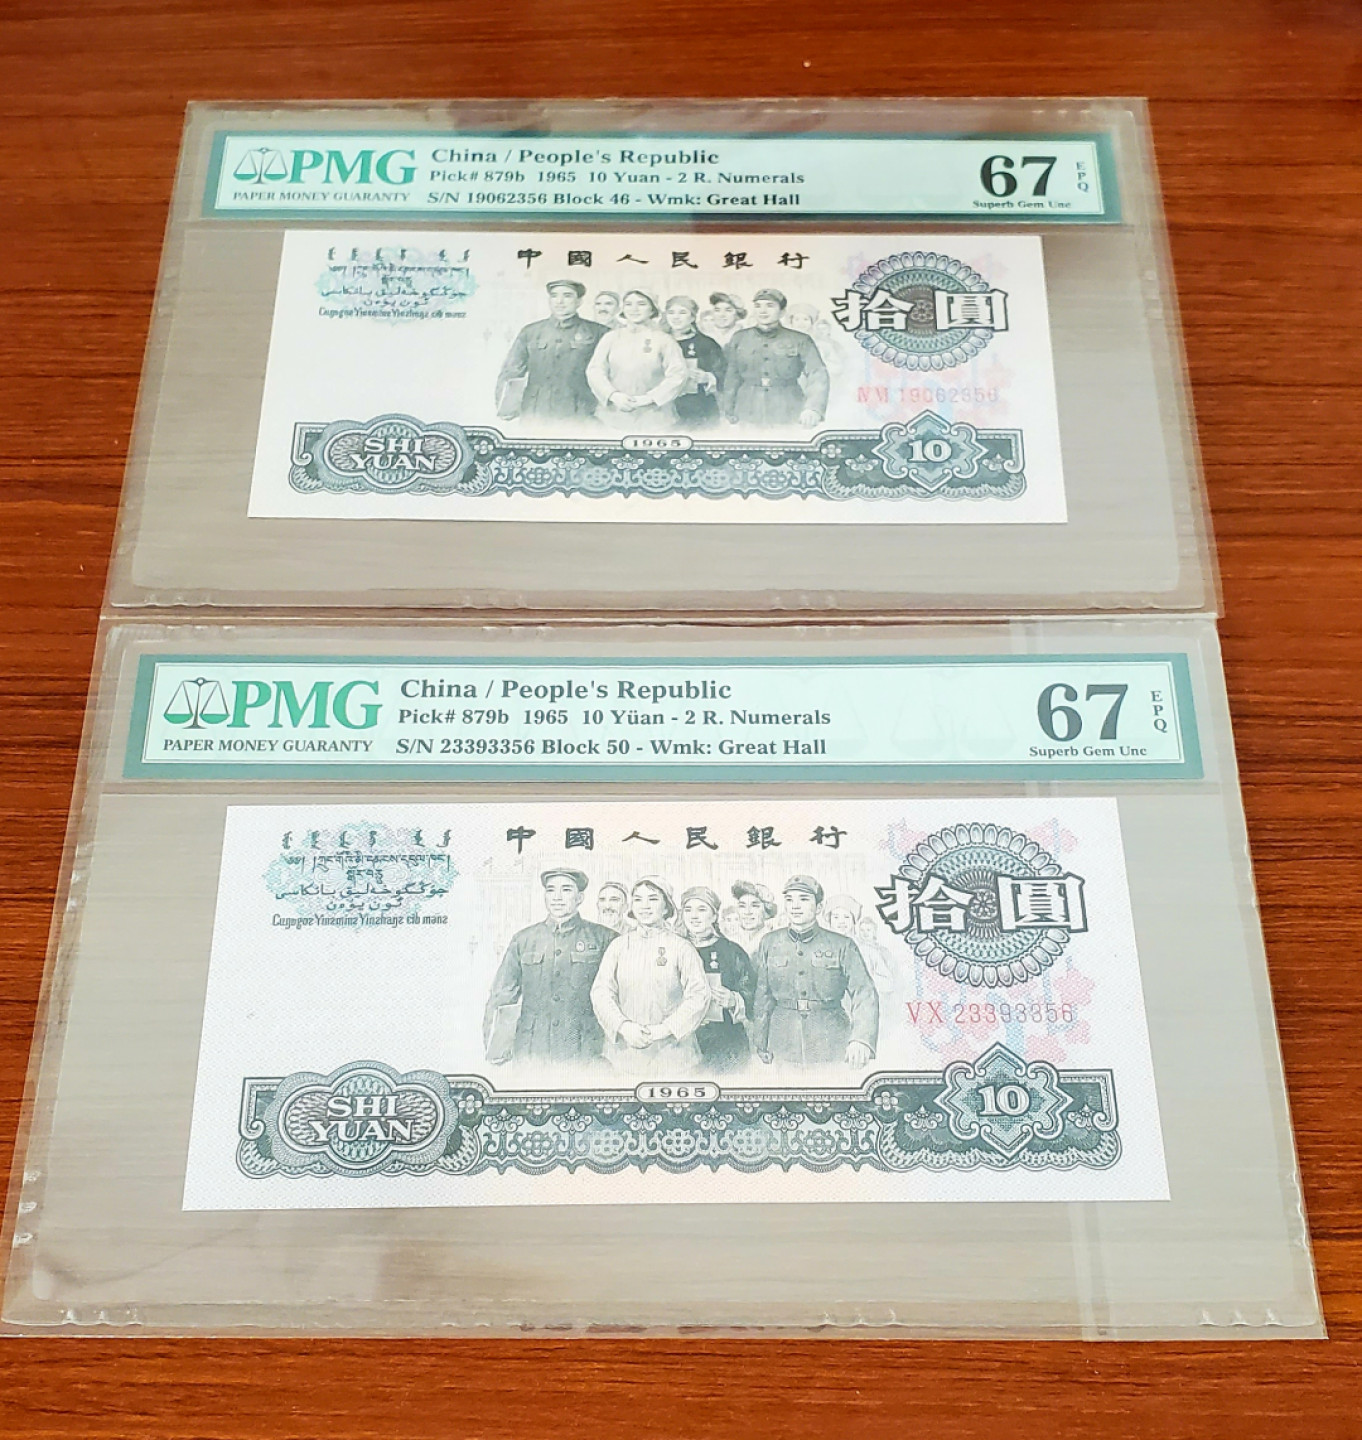 PMG
PAPER MONEY GUARANTY
China / People's Republic
Pick# 879b 1965 10 Yuan - 2 R. Numerals
S/N 19062356 Block 46 - Wmk: Great Hall
67
EPQ
Superb Gem Unc
中國人民銀行
拾圓
19062356
1965
SHI
YUAN
10
PMG
PAPER MONEY GUARANTY
China / People's Republic
Pick# 879b 1965 10 Yüan - 2 R. Numerals
S/N 23393356 Block 50 - Wmk: Great Hall
67
EPQ
Superb Gem Unc
中國人民銀行
拾圓
VX 23393356
1965
SHI
YUAN
10